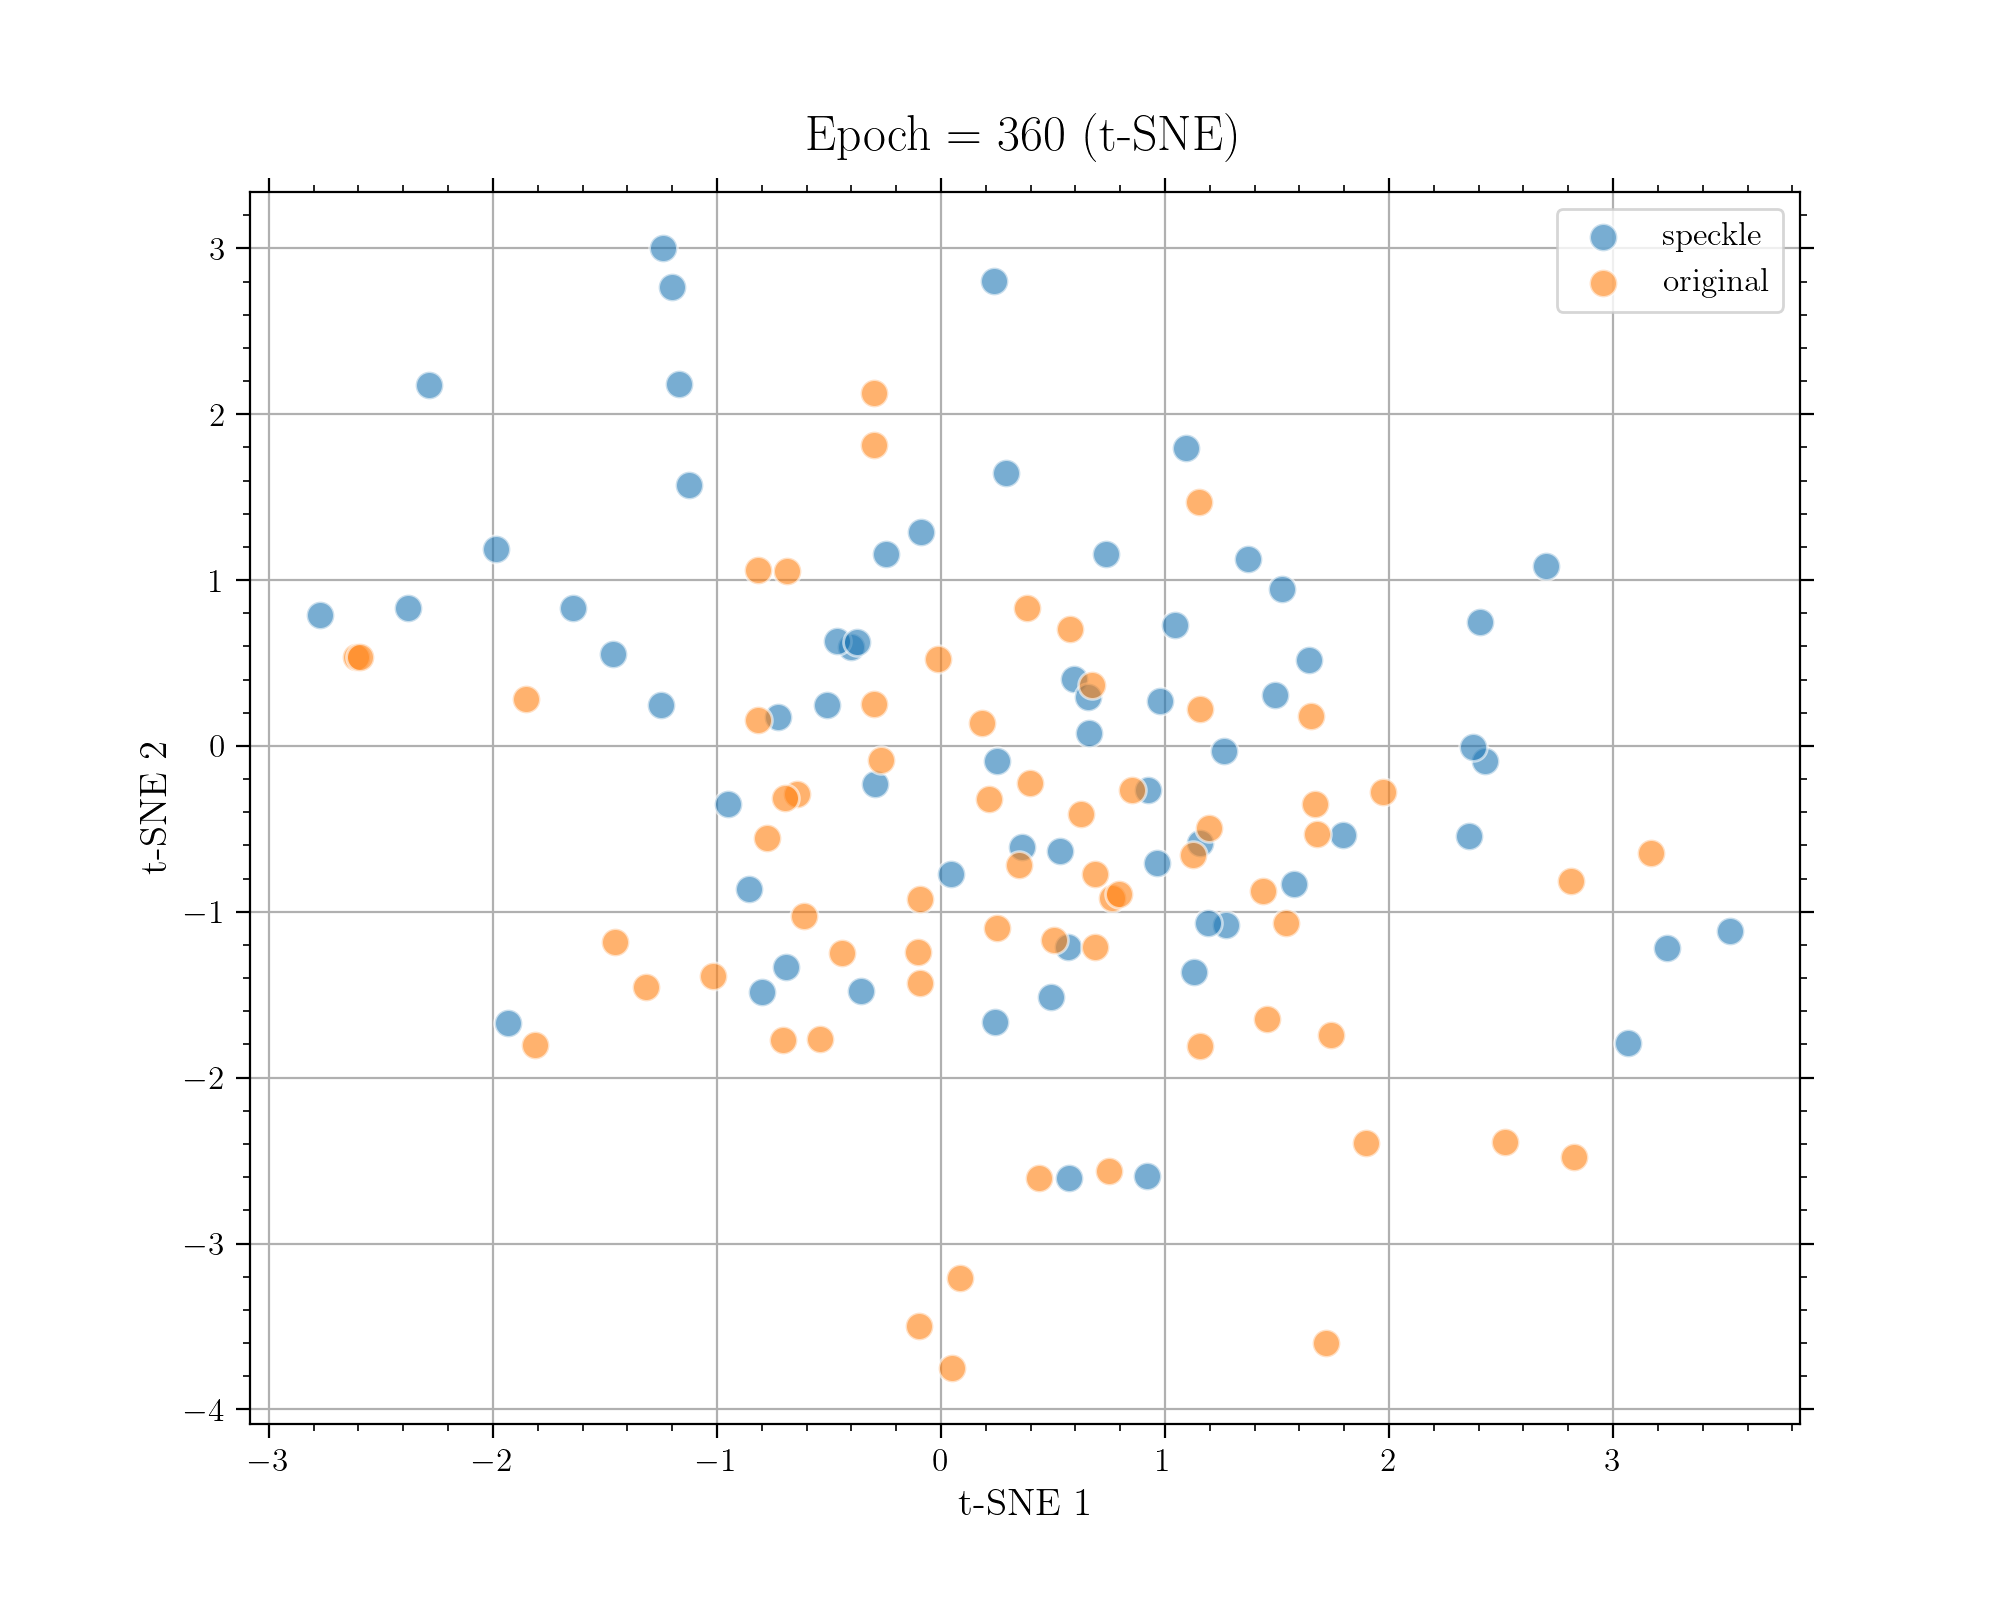 Epoch = 360 (t-SNE)
speckle
original
3
2
1
0
−1
−2
−3
−4
t-SNE 2
−3 −2 −1 0 1 2 3
t-SNE 1